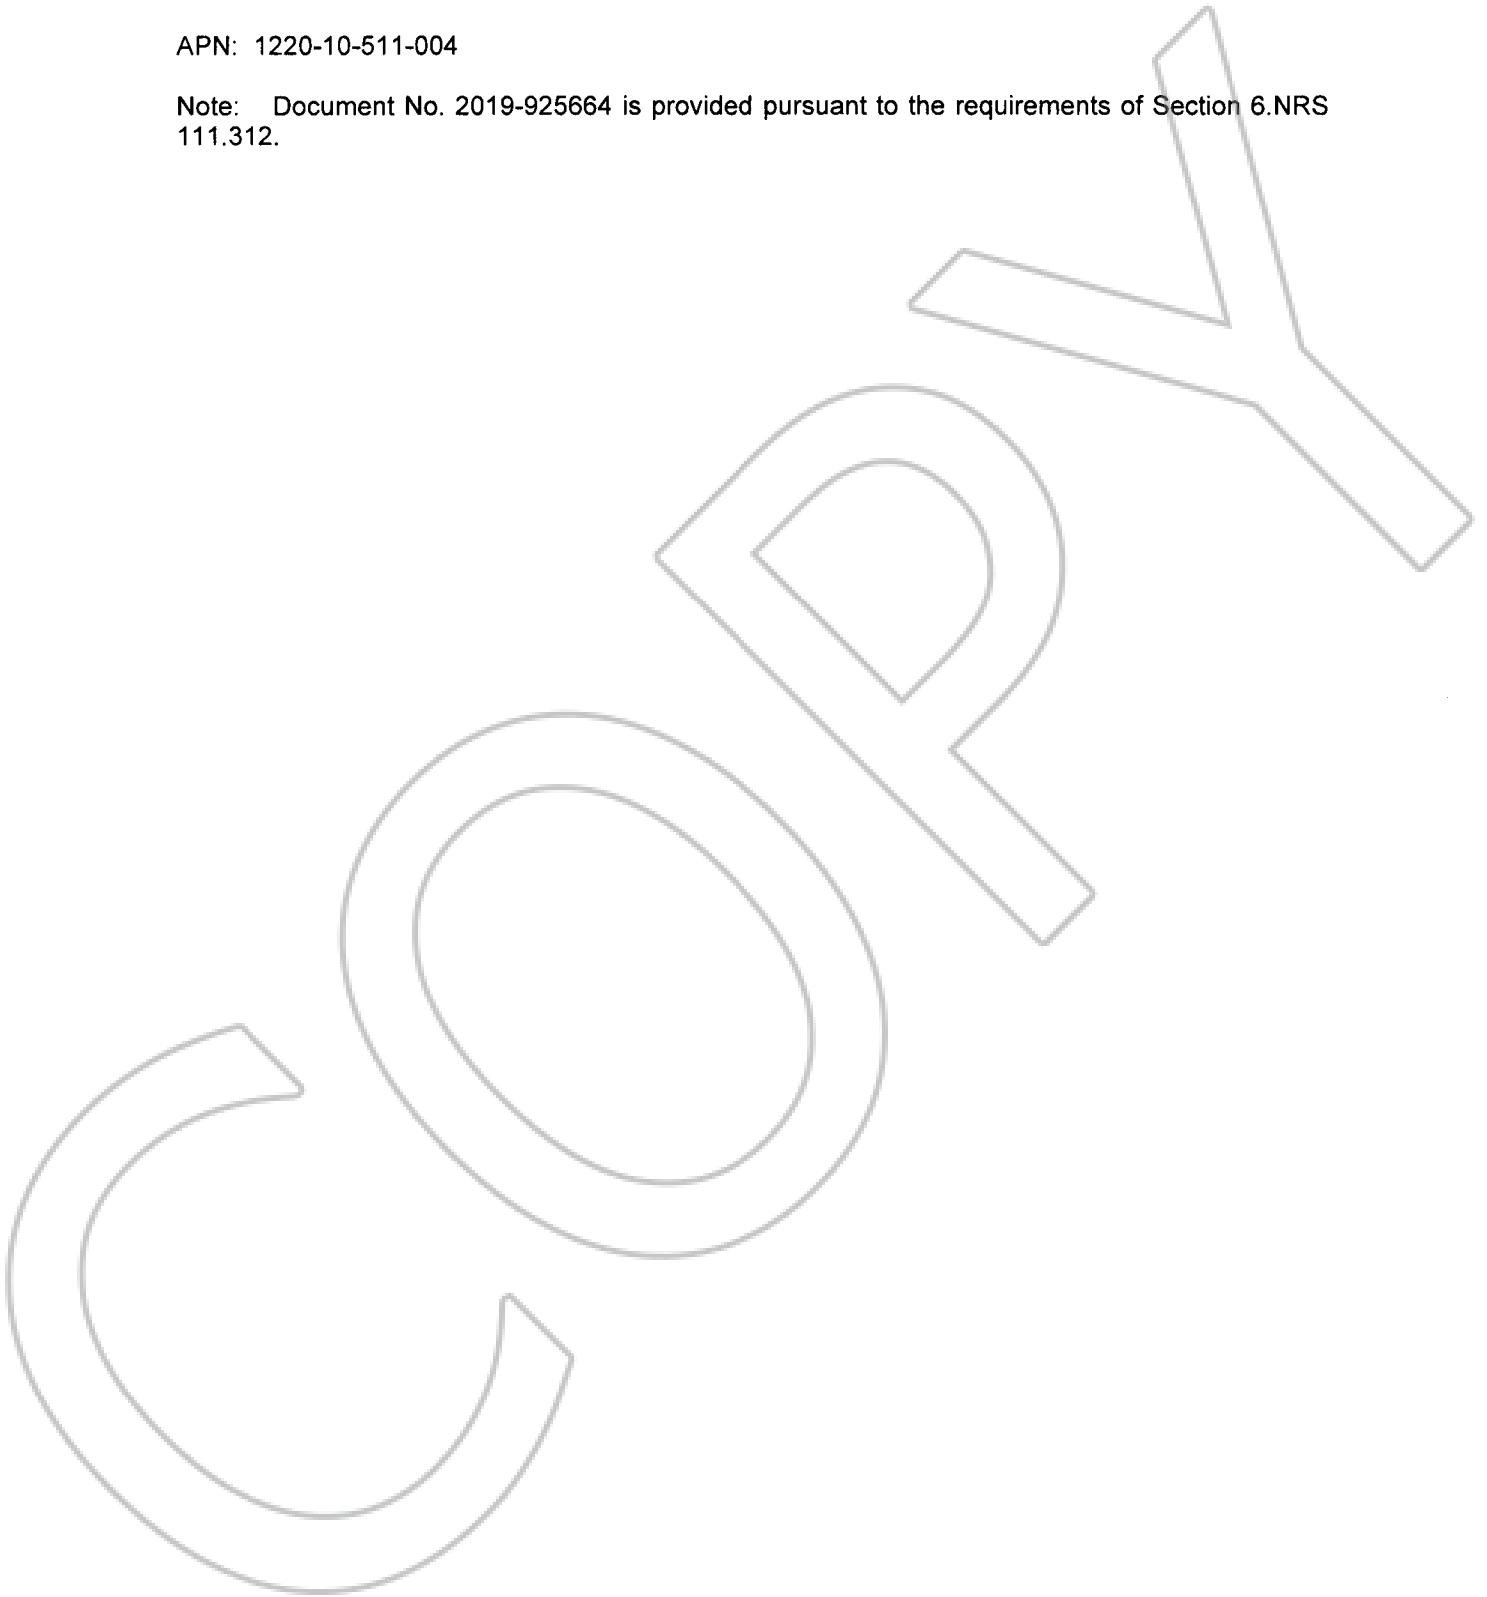 APN: 1220-10-511-004
Note: Document No. 2019-925664 is provided pursuant to the requirements of Section 6.NRS
111.312.
COPY